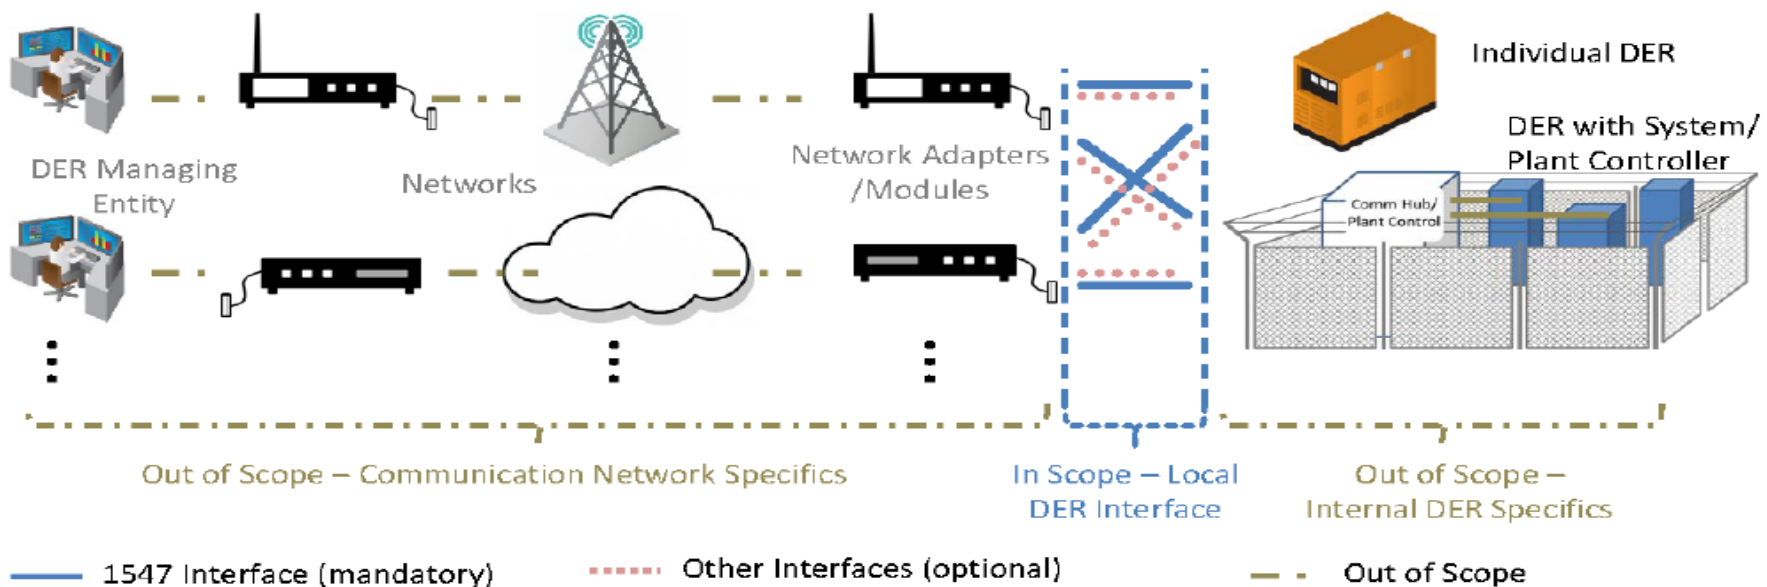 Individual DER
DER with System/
Plant Controller
DER Managing
Entity
Networks
Network Adapters
/Modules
Comm Hub/
Plant Control
Out of Scope – Communication Network Specifics
In Scope – Local
DER Interface
Out of Scope –
Internal DER Specifics
1547 Interface (mandatory)
Other Interfaces (optional)
Out of Scope